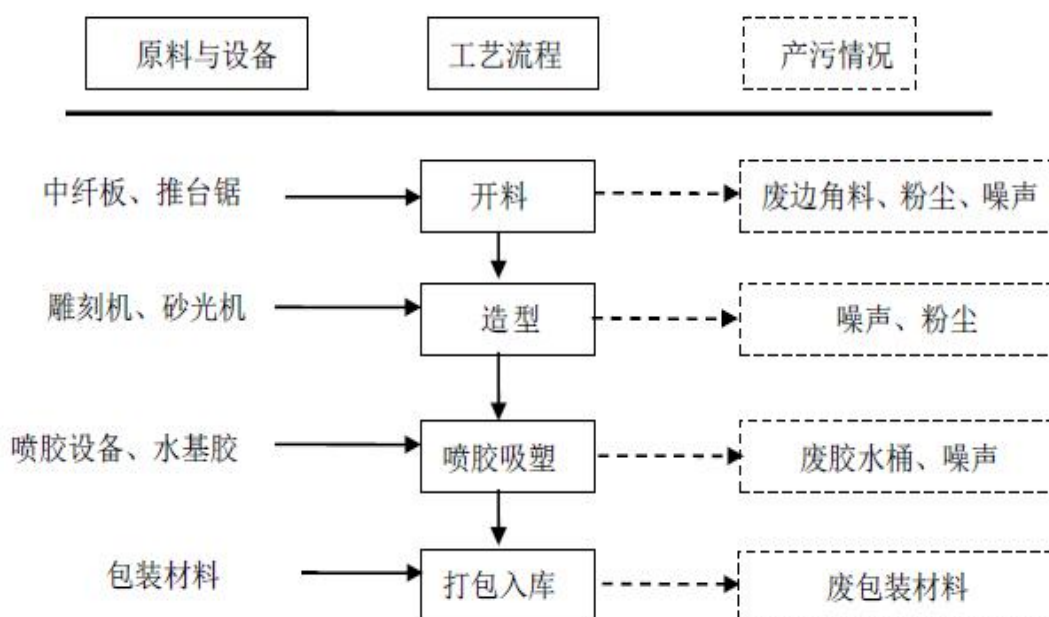 原料与设备 工艺流程 产污情况
中纤板、推台锯 开料 废边角料、粉尘、噪声
雕刻机、砂光机 造型 噪声、粉尘
喷胶设备、水基胶 喷胶吸塑 废胶水桶、噪声
包装材料 打包入库 废包装材料